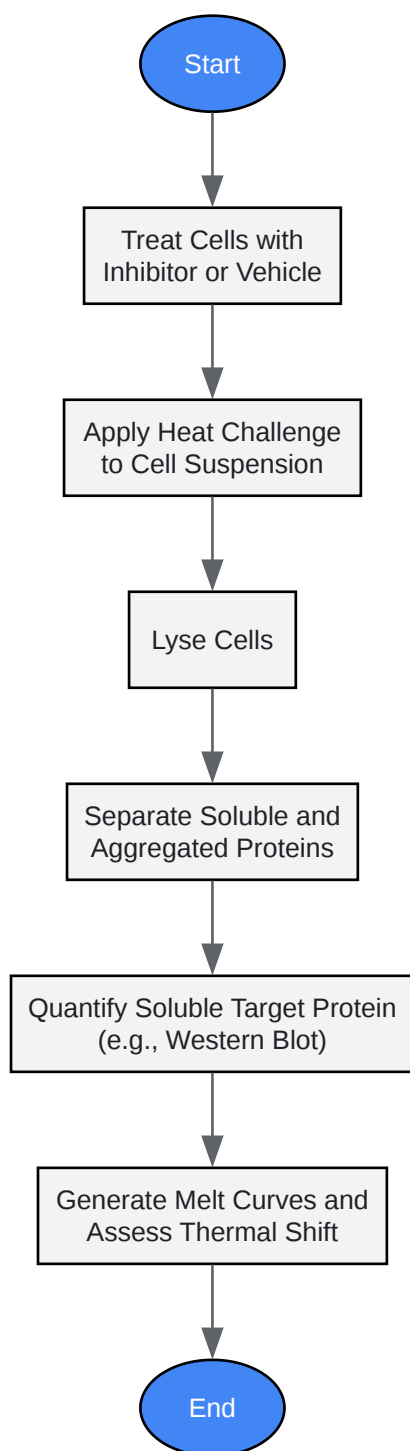 Start
Treat Cells with
Inhibitor or Vehicle
Apply Heat Challenge
to Cell Suspension
Lyse Cells
Separate Soluble and
Aggregated Proteins
Quantify Soluble Target Protein
(e.g., Western Blot)
Generate Melt Curves and
Assess Thermal Shift
End